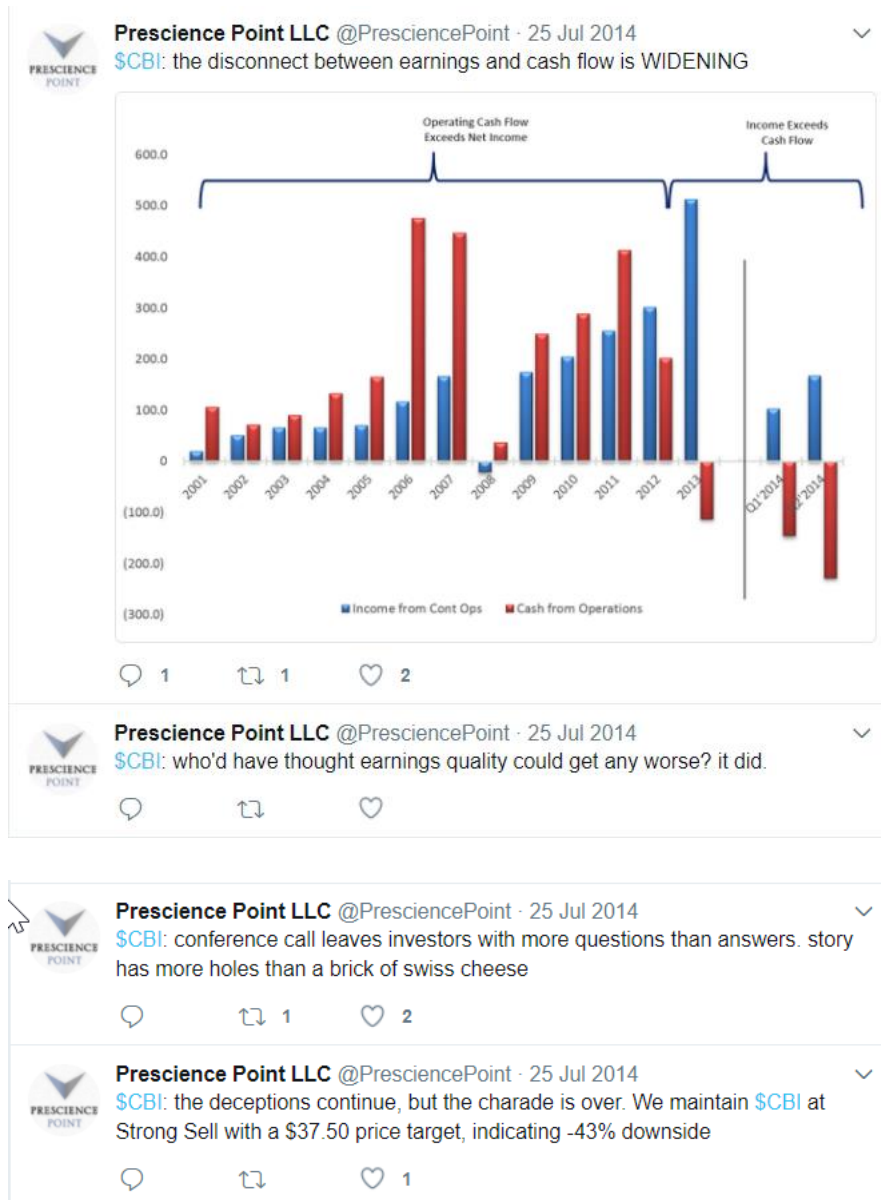 Prescience Point LLC @PresciencePoint · 25 Jul 2014
PRESCIENCE
POINT
$CBI: the disconnect between earnings and cash flow is WIDENING
Operating Cash Flow
Exceeds Net Income
Income Exceeds
Cash Flow
600.0
500.0
400.0
300.0
200.0
100.0
0
(100.0)
(200.0)
(300.0)
2001 2002 2003 2004 2005 2006 2007 2008 2009 2010 2011 2012 2013 Q1'2014 Q2'2014
Income from Cont Ops Cash from Operations
1 1 2
Prescience Point LLC @PresciencePoint · 25 Jul 2014
PRESCIENCE
POINT
$CBI: who'd have thought earnings quality could get any worse? it did.
Prescience Point LLC @PresciencePoint · 25 Jul 2014
PRESCIENCE
POINT
$CBI: conference call leaves investors with more questions than answers. story
has more holes than a brick of swiss cheese
1 2
Prescience Point LLC @PresciencePoint · 25 Jul 2014
PRESCIENCE
POINT
$CBI: the deceptions continue, but the charade is over. We maintain $CBI at
Strong Sell with a $37.50 price target, indicating -43% downside
1